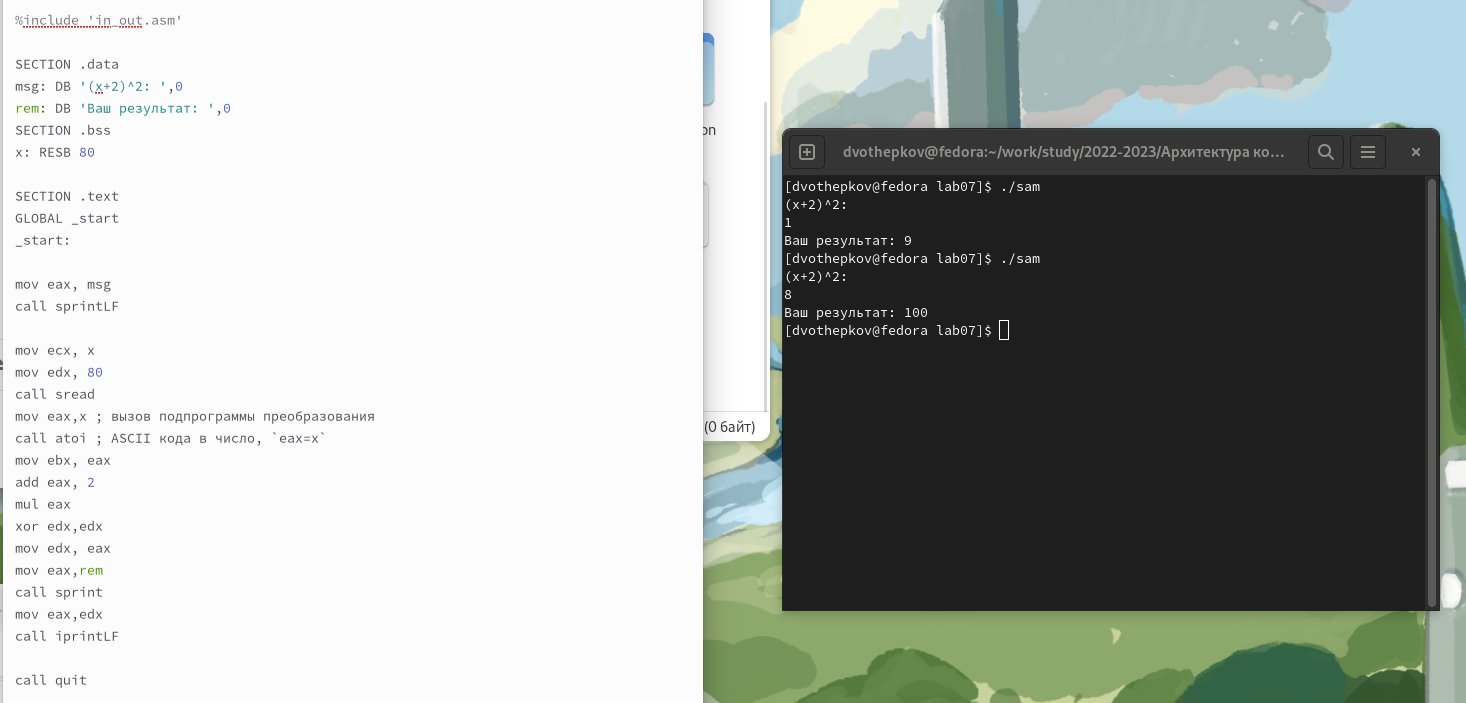 %include 'in_out.asm'
SECTION .data
msg: DB '(x+2)^2: ',0
rem: DB 'Ваш результат: ',0
SECTION .bss
x: RESB 80
SECTION .text
GLOBAL _start
_start:
mov eax, msg
call sprintLF
mov ecx, x
mov edx, 80
call sread
mov eax,x ; вызов подпрограммы преобразования
call atoi ; ASCII кода в число, `eax=x`
mov ebx, eax
add eax, 2
mul eax
xor edx,edx
mov edx, eax
mov eax,rem
call sprint
mov eax,edx
call iprintLF
call quit
on
(0 байт)
dvothepkov@fedora:~/work/study/2022-2023/Архитектура ко…
[dvothepkov@fedora lab07]$ ./sam
(x+2)^2:
1
Ваш результат: 9
[dvothepkov@fedora lab07]$ ./sam
(x+2)^2:
8
Ваш результат: 100
[dvothepkov@fedora lab07]$